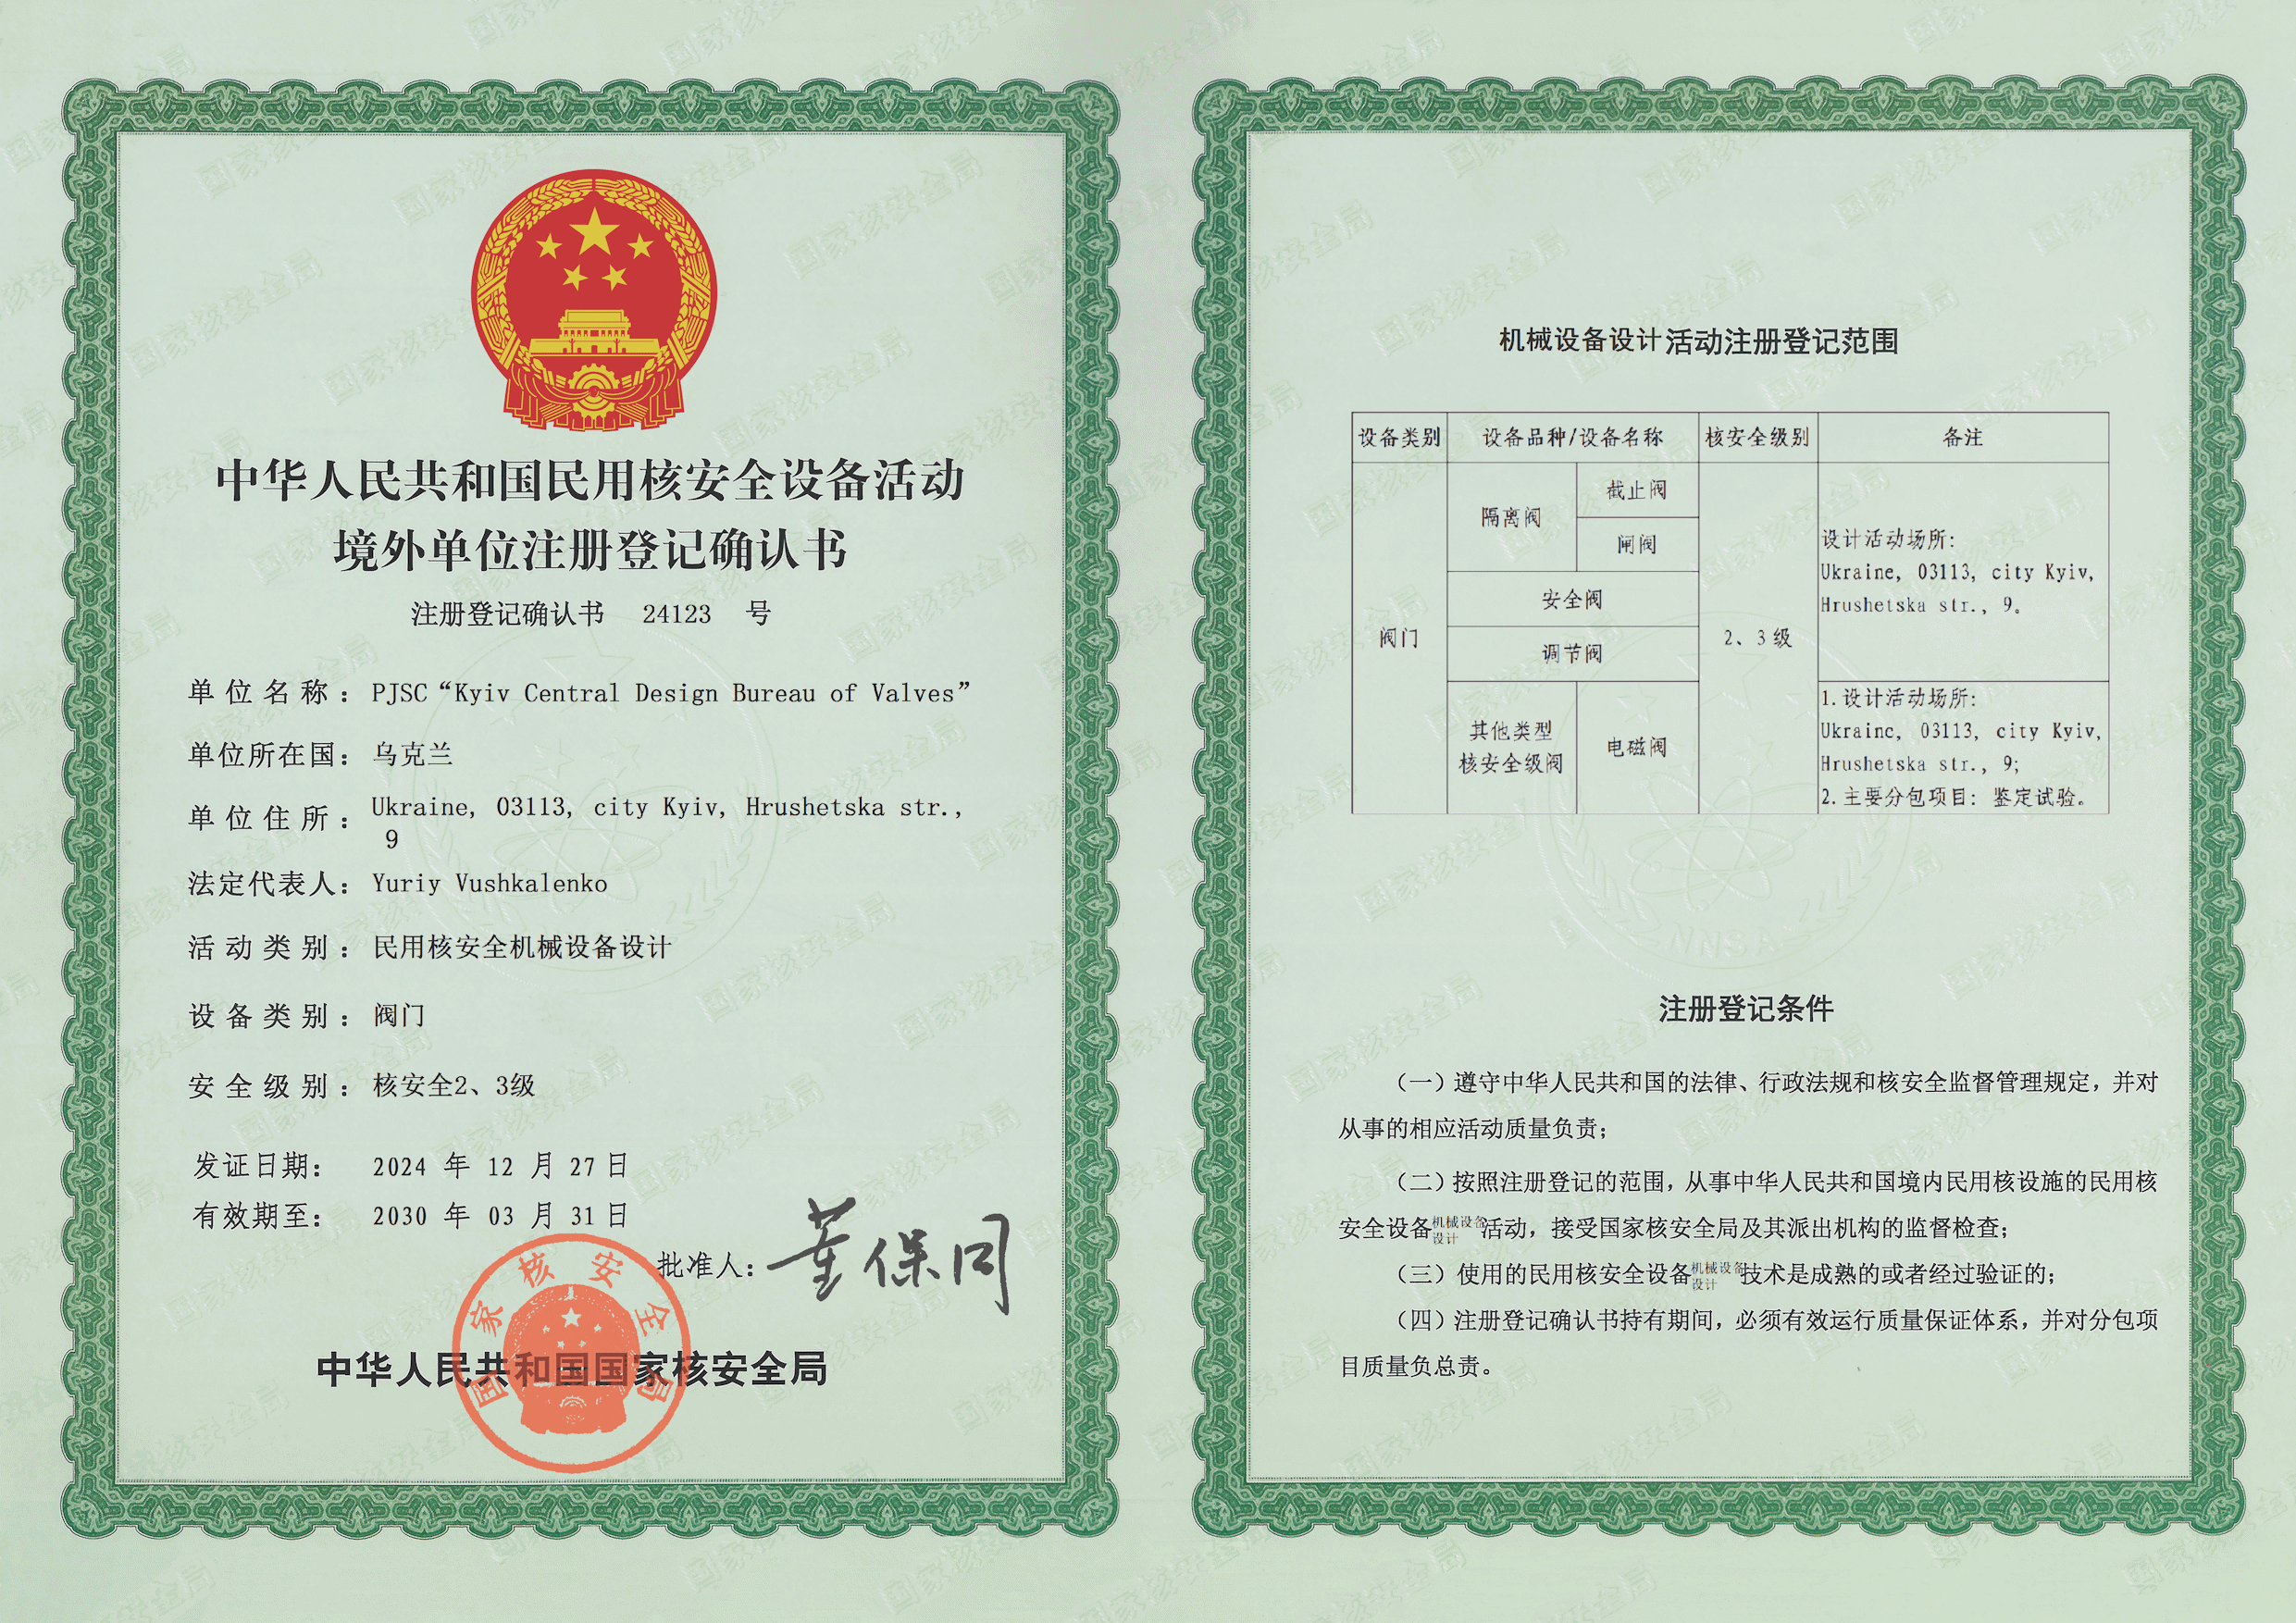 中华人民共和国民用核安全设备活动
境外单位注册登记确认书
注册登记确认书 24123 号
单位名称：PJSC“Kyiv Central Design Bureau of Valves”
单位所在国：乌克兰
单位住所：Ukraine, 03113, city Kyiv, Hrushetska str.,
9
法定代表人：Yuriy Vushkalenko
活动类别：民用核安全机械设备设计
设备类别：阀门
安全级别：核安全2、3级
发证日期：2024 年 12 月 27 日
有效期至：2030 年 03 月 31 日
批准人：董保同
中华人民共和国国家核安全局
国家核安全局
机械设备设计活动注册登记范围
设备类别 设备品种/设备名称 核安全级别 备注
阀门
隔离阀
截止阀
闸阀
安全阀
调节阀
其他类型
核安全级阀
电磁阀
2、3 级
设计活动场所：
Ukraine, 03113, city Kyiv,
Hrushetska str., 9。
1.设计活动场所：
Ukraine, 03113, city Kyiv,
Hrushetska str., 9;
2.主要分包项目：鉴定试验。
NNSA
注册登记条件
（一）遵守中华人民共和国的法律、行政法规和核安全监督管理规定，并对
从事的相应活动质量负责；
（二）按照注册登记的范围，从事中华人民共和国境内民用核设施的民用核
安全设备机械设备设计活动，接受国家核安全局及其派出机构的监督检查；
（三）使用的民用核安全设备机械设备设计技术是成熟的或者经过验证的；
（四）注册登记确认书持有期间，必须有效运行质量保证体系，并对分包项
目质量负总责。